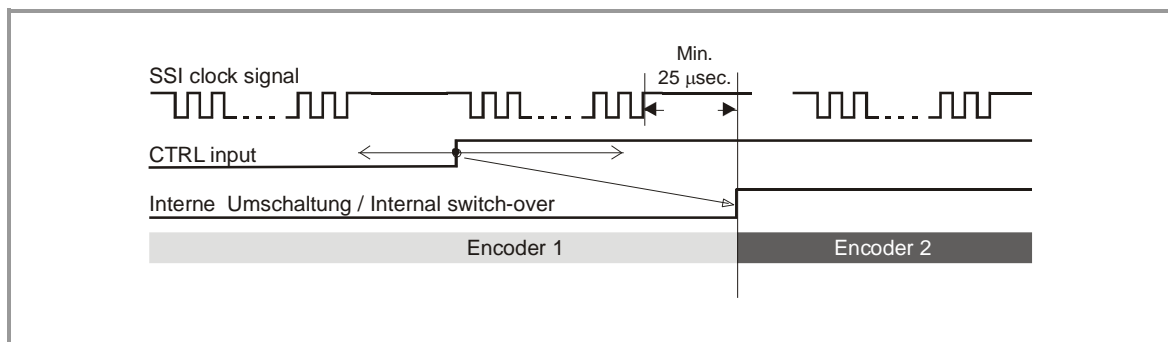 Min.
SSI clock signal
25 μsec.
CTRL input
Interne Umschaltung / Internal switch-over
Encoder 1
Encoder 2